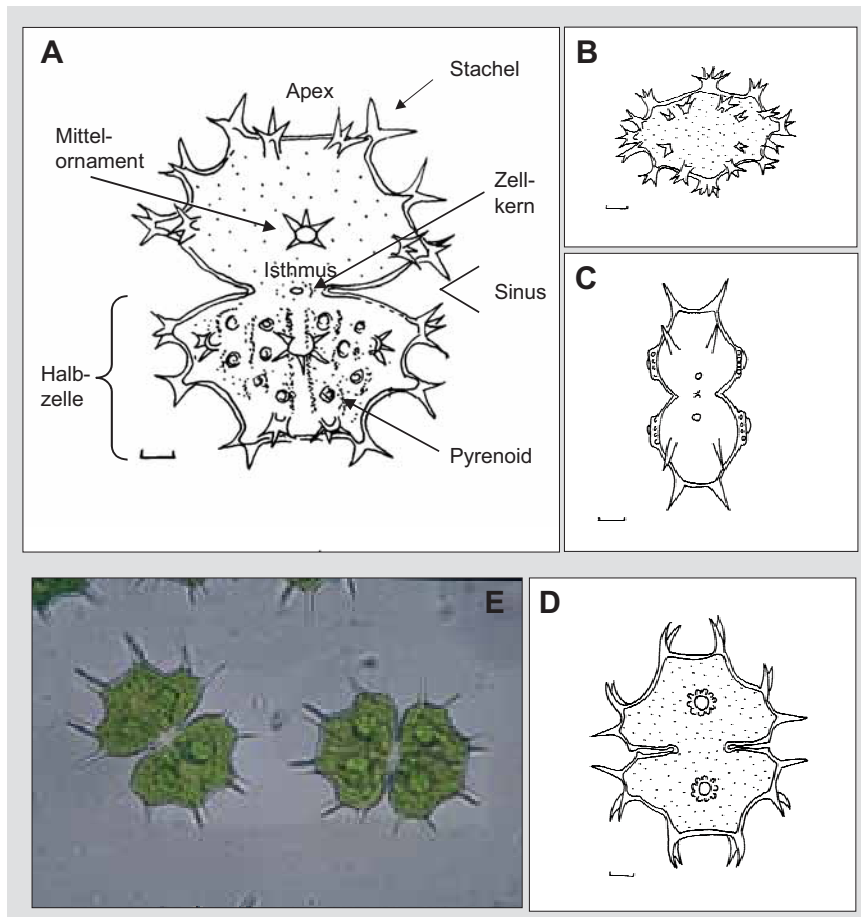 A
Apex
Stachel
Mittel-
ornament
Zell-
kern
Isthmus
Sinus
Halb-
zelle
Pyrenoid
B
C
E
D